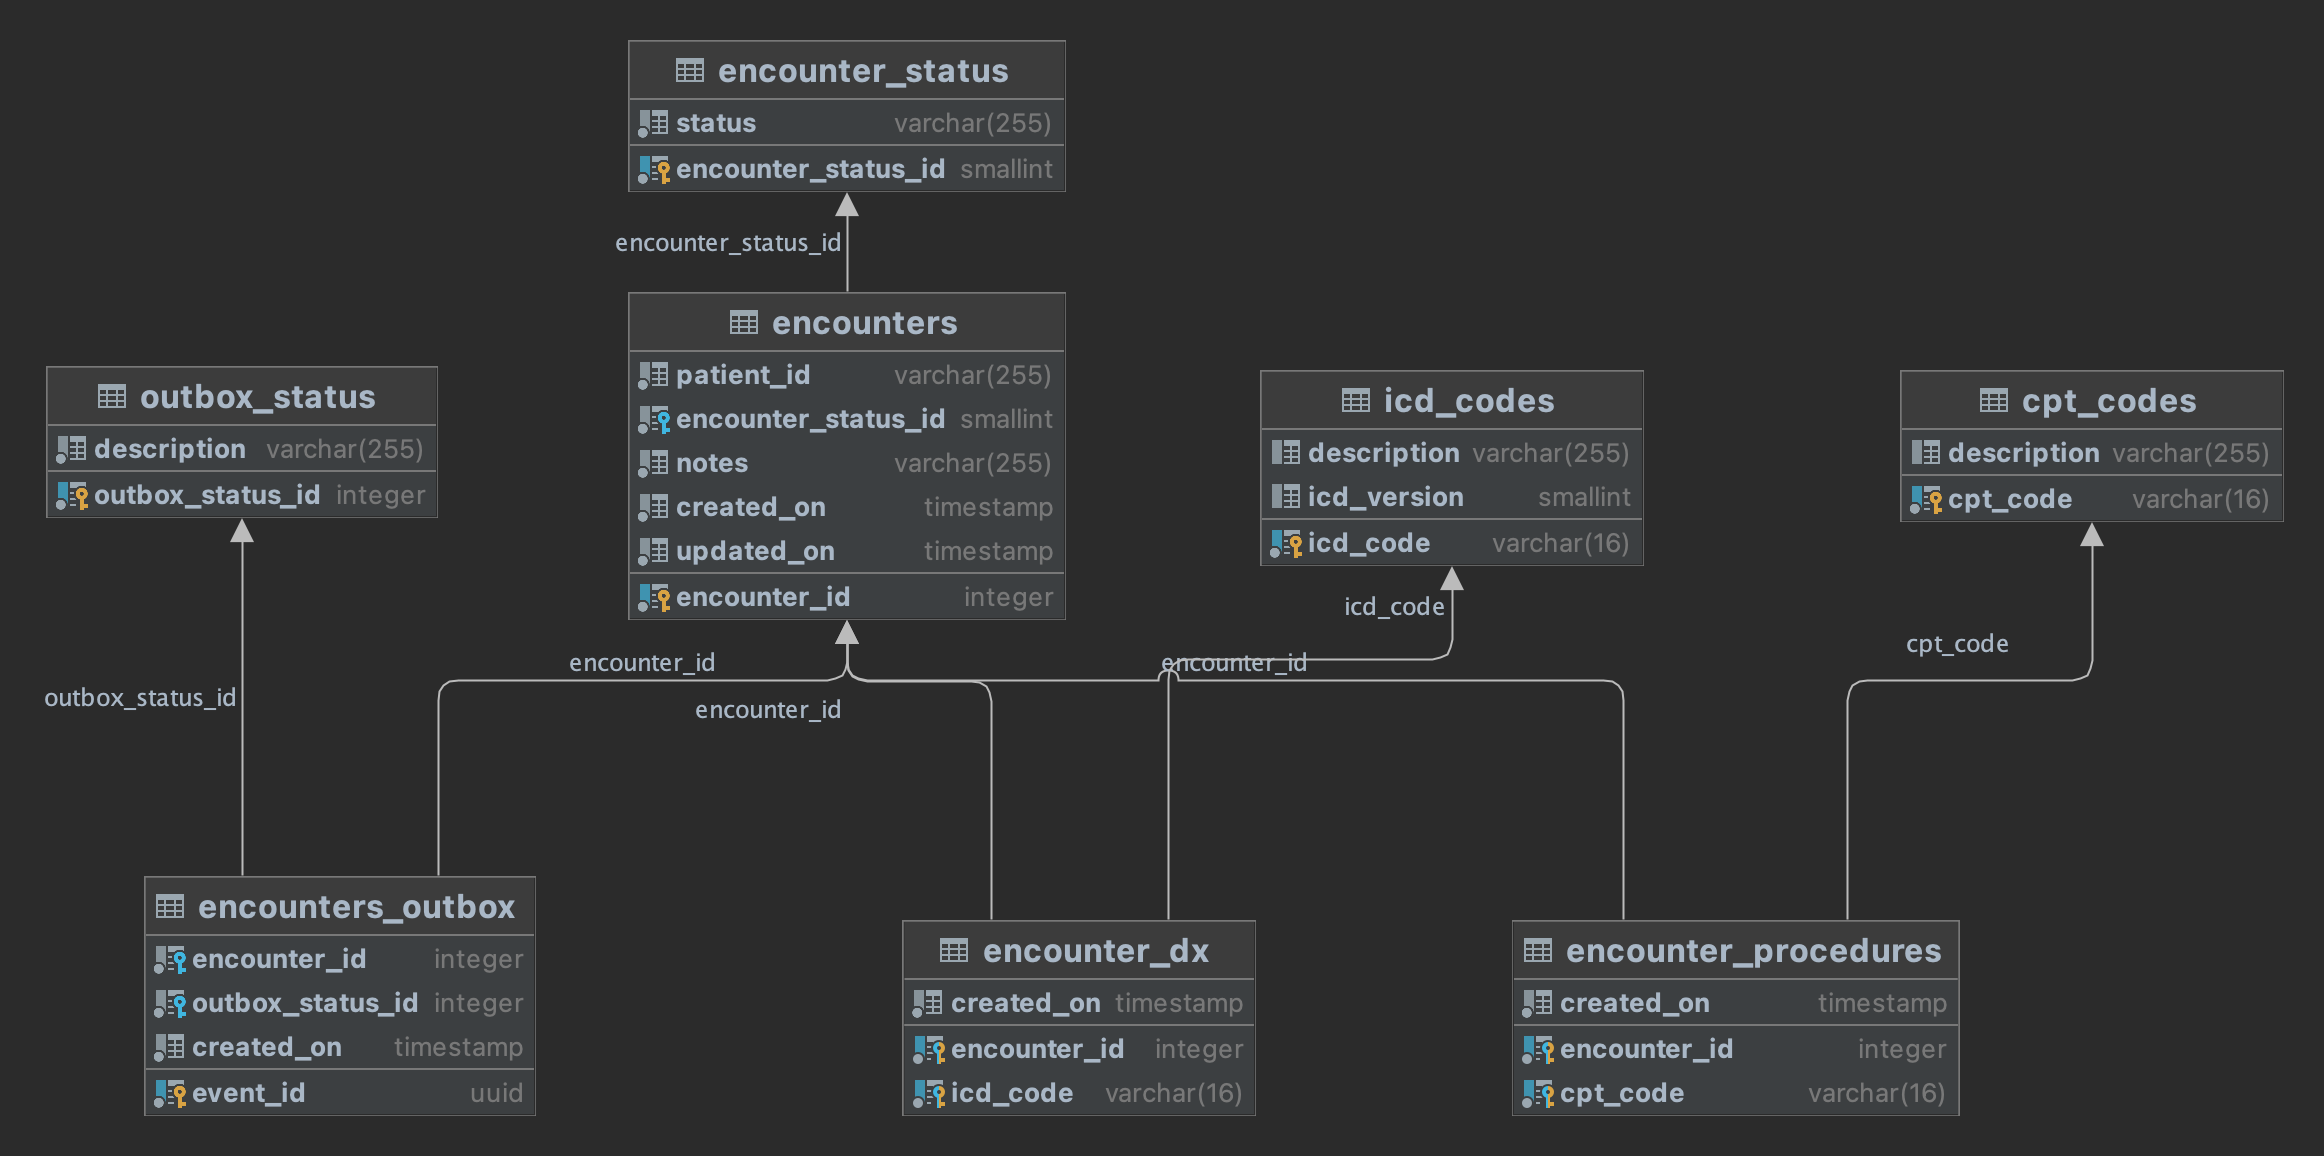 encounter_status
status varchar(255)
encounter_status_id smallint
encounter_status_id
encounters
patient_id varchar(255)
encounter_status_id smallint
notes varchar(255)
created_on timestamp
updated_on timestamp
encounter_id integer
outbox_status
description varchar(255)
outbox_status_id integer
icd_codes
description varchar(255)
icd_version smallint
icd_code varchar(16)
cpt_codes
description varchar(255)
cpt_code varchar(16)
icd_code
cpt_code
encounter_id
encounter_id
outbox_status_id
encounter_id
encounters_outbox
encounter_id integer
outbox_status_id integer
created_on timestamp
event_id uuid
encounter_dx
created_on timestamp
encounter_id integer
icd_code varchar(16)
encounter_procedures
created_on timestamp
encounter_id integer
cpt_code varchar(16)